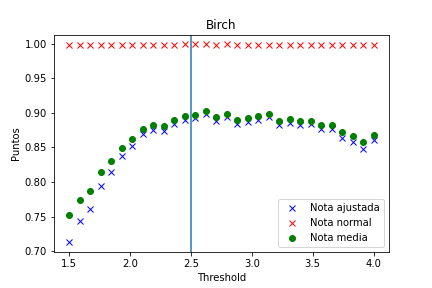 Birch
1.00
0.95
0.90
0.85
0.80
0.75
0.70
Puntos
Nota ajustada
Nota normal
Nota media
1.5
2.0
2.5
3.0
3.5
4.0
Threshold